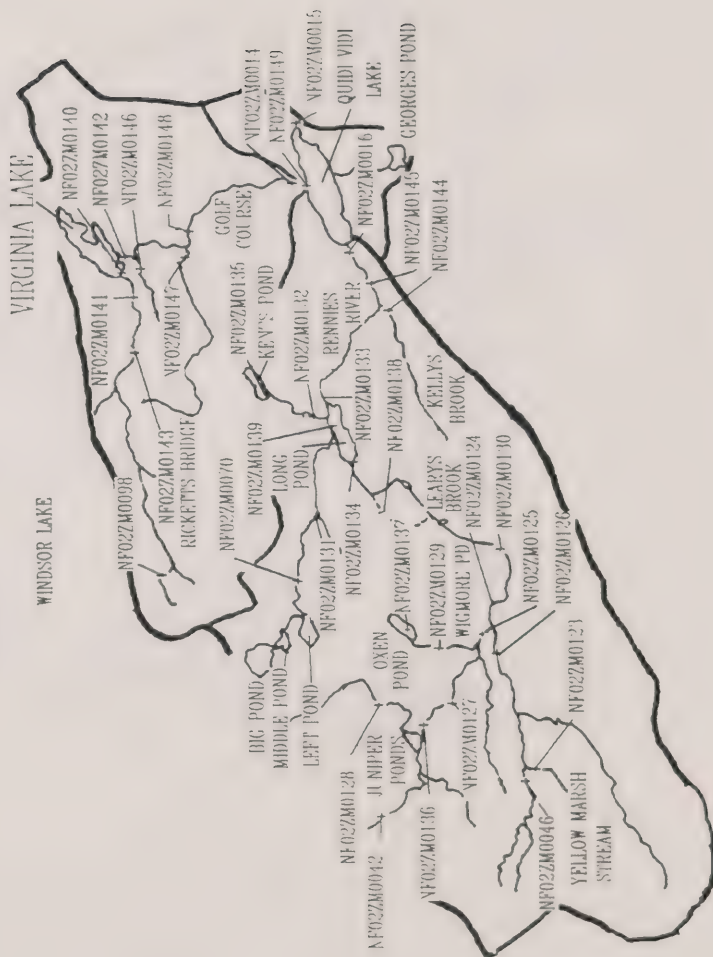 WINDSOR LAKE
VIRGINIA LAKE
NF02ZM0140
NF02ZM0142
NF02ZM0146
NF02ZM0148
NF02ZM0141
NF02ZM0147
NF02ZM0143
RICKETTS BRIDGE
NF02ZM0098
GOLF
COURSE
NF02ZM0014
NF02ZM0149
NF02ZM0015
QUIDI VIDI
LAKE
NF02ZM0016
GEORGES POND
NF02ZM0145
NF02ZM0144
NF02ZM0135
KEN'S POND
NF02ZM0132
RENNIES
RIVER
NF02ZM0133
NF02ZM0138
KELLYS
BROOK
NF02ZM0139
LONG
POND
NF02ZM0070
NF02ZM0131
NF02ZM0134
LEARYS
BROOK
NF02ZM0124
NF02ZM0130
NF02ZM0125
NF02ZM0126
NF02ZM0137
NF02ZM0129
WIGMORE PD
OXEN
POND
BIG POND
MIDDLE POND
LEFT POND
NF02ZM0128
JUNIPER
PONDS
NF02ZM0127
NF02ZM0042
NF02ZM0136
NF02ZM0123
NF02ZM0046
YELLOW MARSH
STREAM